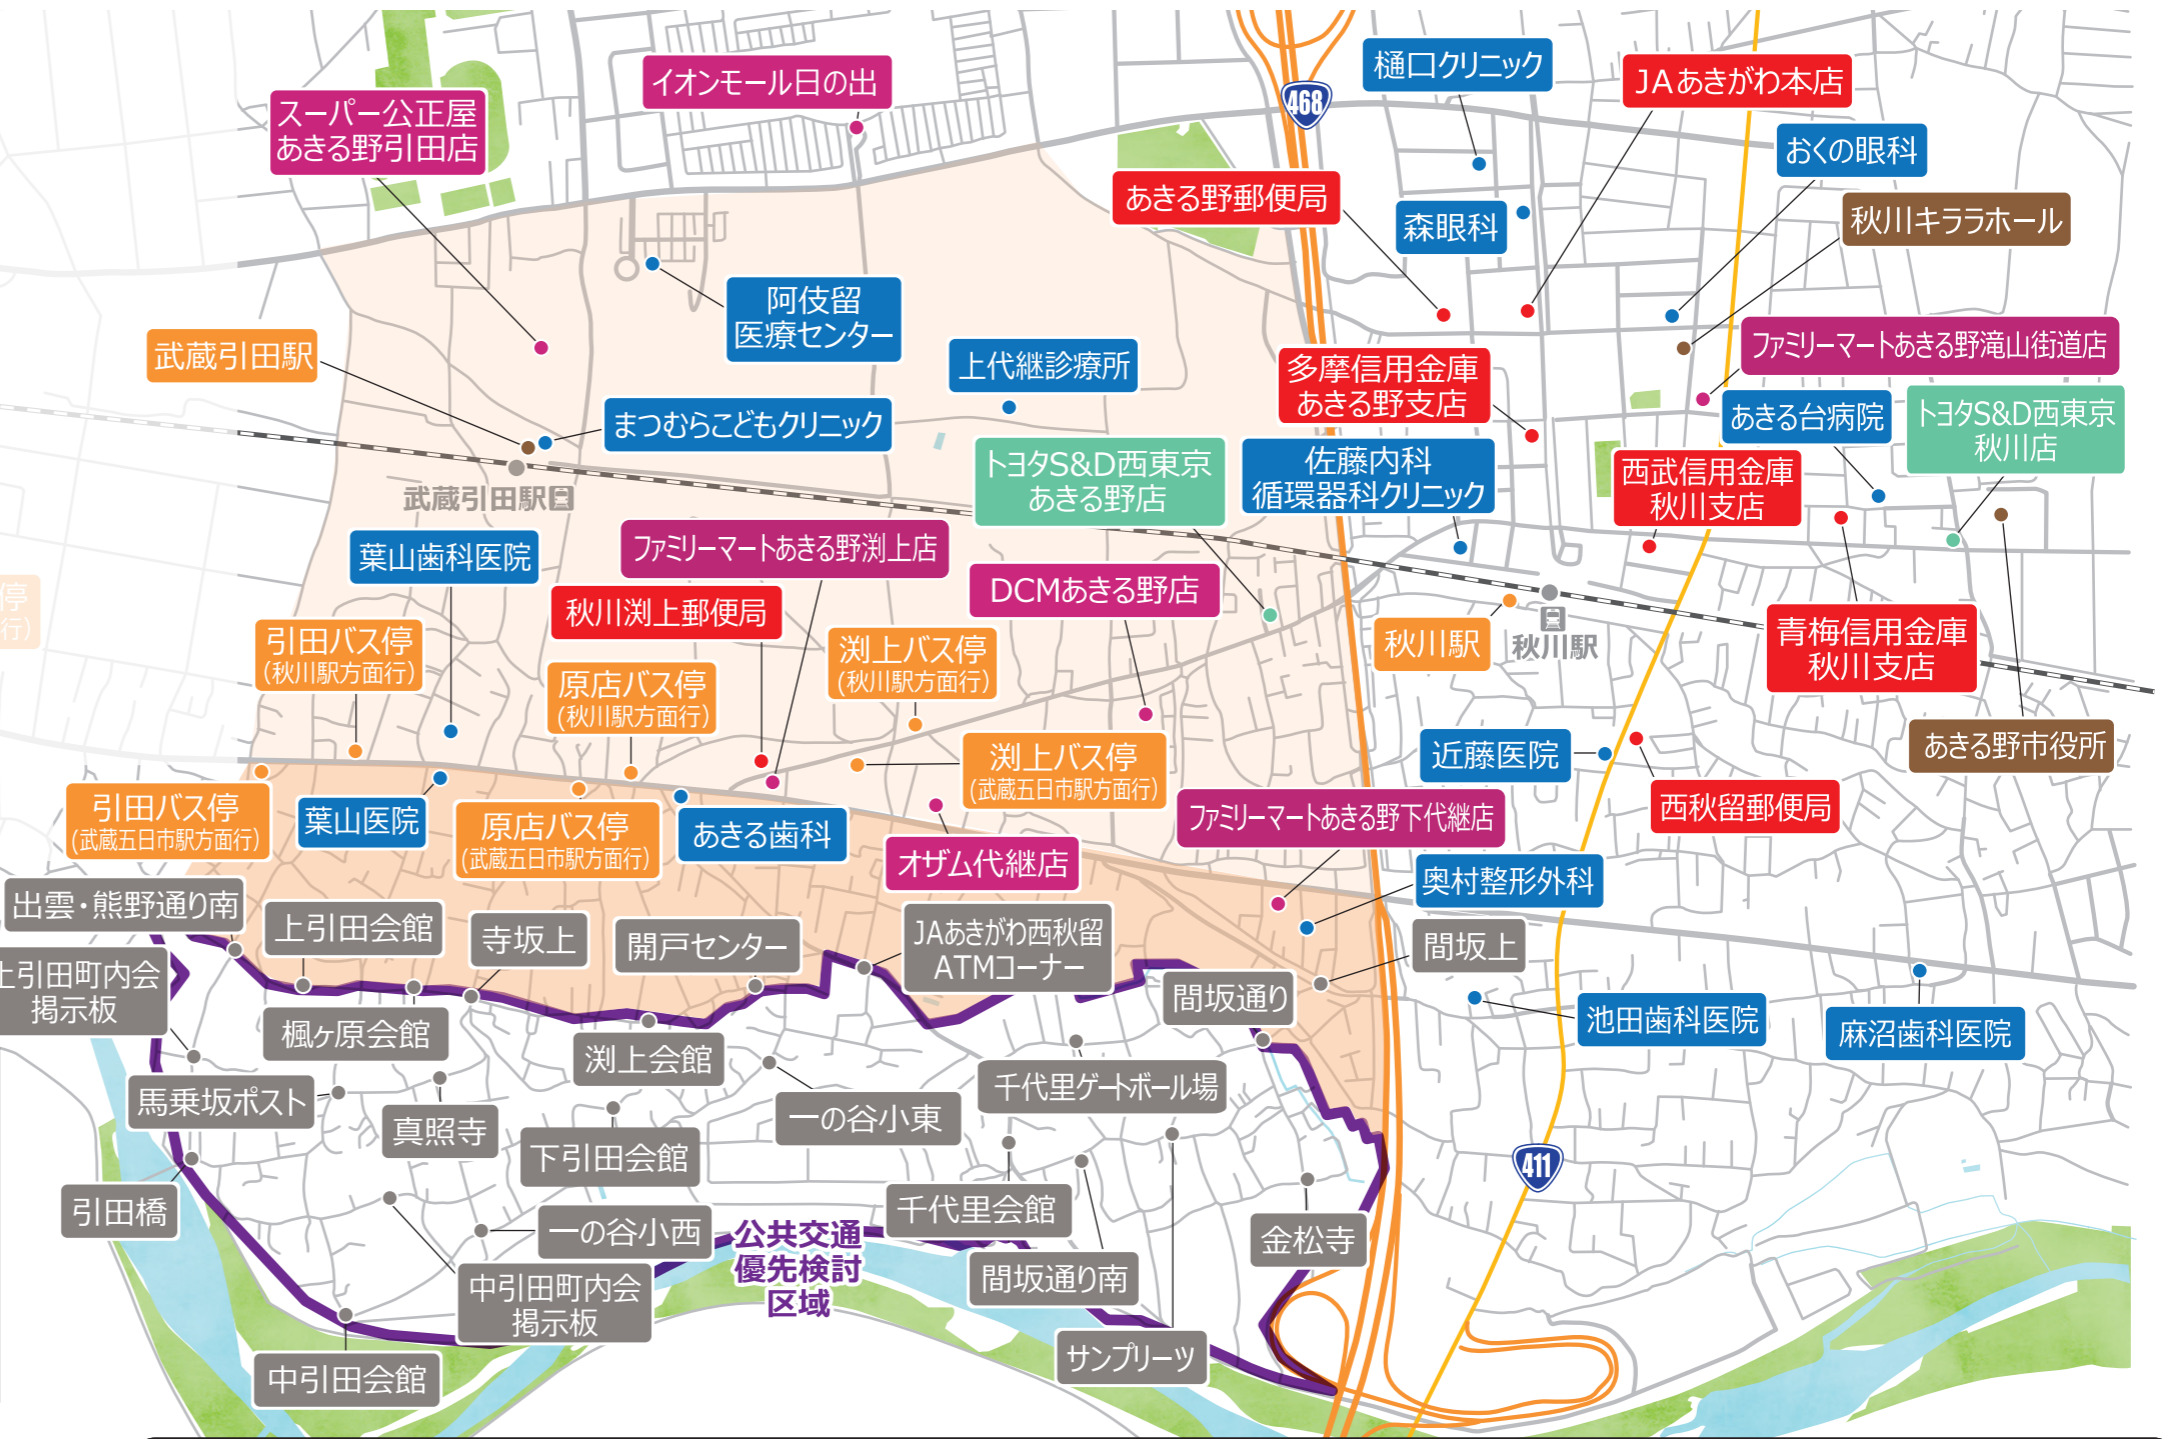 イオンモール日の出
スーパー公正屋
あきる野引田店
468
樋口クリニック
JAあきがわ本店
おくの眼科
あきる野郵便局
森眼科
秋川キララホール
阿伎留
医療センター
武蔵引田駅
上代継診療所
多摩信用金庫
あきる野支店
ファミリーマートあきる野滝山街道店
まつむらこどもクリニック
あきる台病院
トヨタS&D西東京
秋川店
トヨタS&D西東京
あきる野店
佐藤内科
循環器科クリニック
西武信用金庫
秋川支店
武蔵引田駅
葉山歯科医院
ファミリーマートあきる野渕上店
DCMあきる野店
秋川渕上郵便局
停
行)
引田バス停
(秋川駅方面行)
原店バス停
(秋川駅方面行)
渕上バス停
(秋川駅方面行)
秋川駅
秋川駅
青梅信用金庫
秋川支店
あきる野市役所
近藤医院
渕上バス停
(武蔵五日市駅方面行)
引田バス停
(武蔵五日市駅方面行)
葉山医院
原店バス停
(武蔵五日市駅方面行)
あきる歯科
ファミリーマートあきる野下代継店
西秋留郵便局
オザム代継店
奥村整形外科
出雲・熊野通り南
上引田会館
寺坂上
開戸センター
JAあきがわ西秋留
ATMコーナー
間坂上
上引田町内会
掲示板
間坂通り
池田歯科医院
麻沼歯科医院
楓ヶ原会館
渕上会館
千代里ゲートボール場
馬乗坂ポスト
真照寺
一の谷小東
下引田会館
411
引田橋
千代里会館
一の谷小西
公共交通
優先検討
区域
金松寺
間坂通り南
中引田町内会
掲示板
サンプリーツ
中引田会館